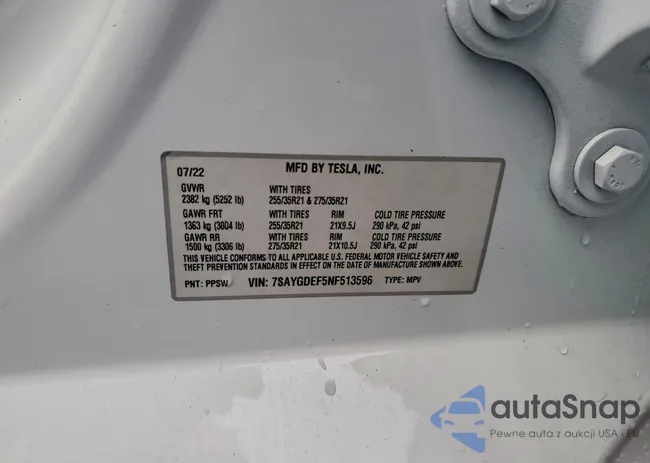 07/22 MFD BY TESLA, INC.
GVWR WITH TIRES
2382 kg (5252 lb) 255/35R21 & 275/35R21
GAWR FRT WITH TIRES RIM COLD TIRE PRESSURE
1363 kg (3004 lb) 255/35R21 21X9.5J 290 kPa, 42 psi
GAWR RR WITH TIRES RIM COLD TIRE PRESSURE
1500 kg (3306 lb) 275/35R21 21X10.5J 290 kPa, 42 psi
THIS VEHICLE CONFORMS TO ALL APPLICABLE U.S. FEDERAL MOTOR VEHICLE SAFETY AND
THEFT PREVENTION STANDARDS IN EFFECT ON THE DATE OF MANUFACTURE SHOWN ABOVE.
PNT: PPSW VIN: 7SAYGDEF5NF513596 TYPE: MPV
autoSnap
Pewne auta z aukcji USA i EU